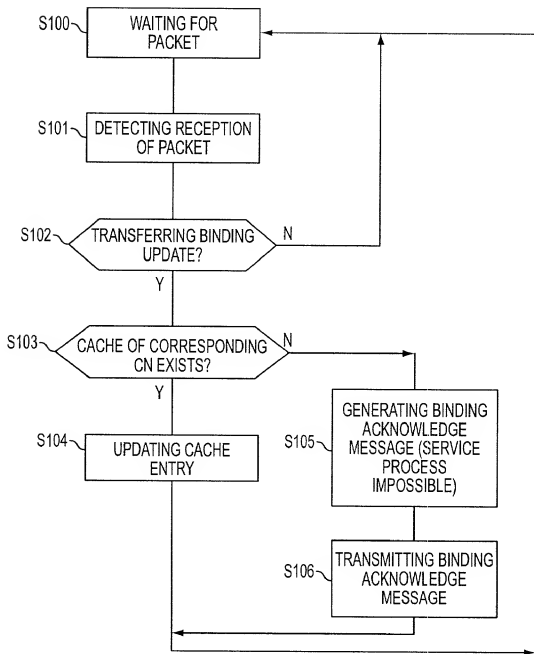 S100
WAITING FOR
PACKET
S101
DETECTING RECEPTION
OF PACKET
S102
TRANSFERRING BINDING
UPDATE?
N
Y
S103
CACHE OF CORRESPONDING
CN EXISTS?
N
Y
S104
UPDATING CACHE
ENTRY
S105
GENERATING BINDING
ACKNOWLEDGE
MESSAGE (SERVICE
PROCESS
IMPOSSIBLE)
S106
TRANSMITTING BINDING
ACKNOWLEDGE
MESSAGE